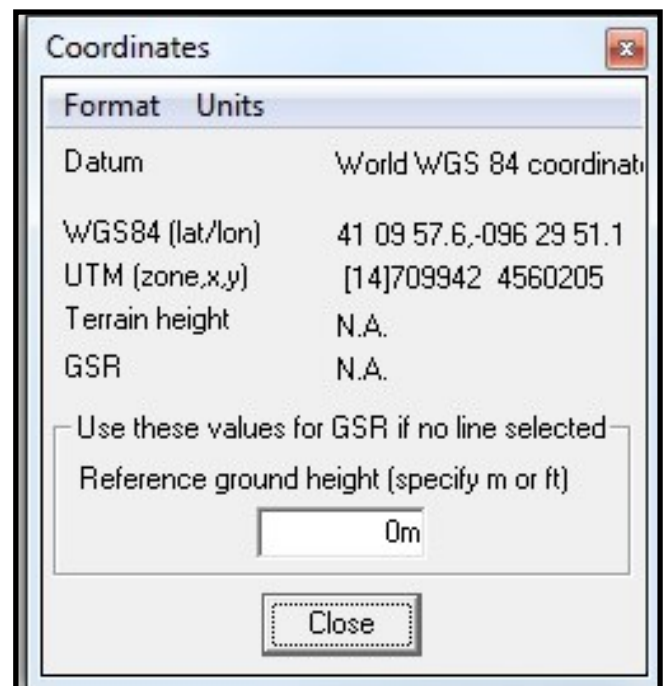 Coordinates
Format Units
Datum World WGS 84 coordinat
WGS84 (lat/lon) 41 09 57.6,-096 29 51.1
UTM (zone,x,y) [14]709942 4560205
Terrain height N.A.
GSR N.A.
Use these values for GSR if no line selected
Reference ground height (specify m or ft)
0m
Close